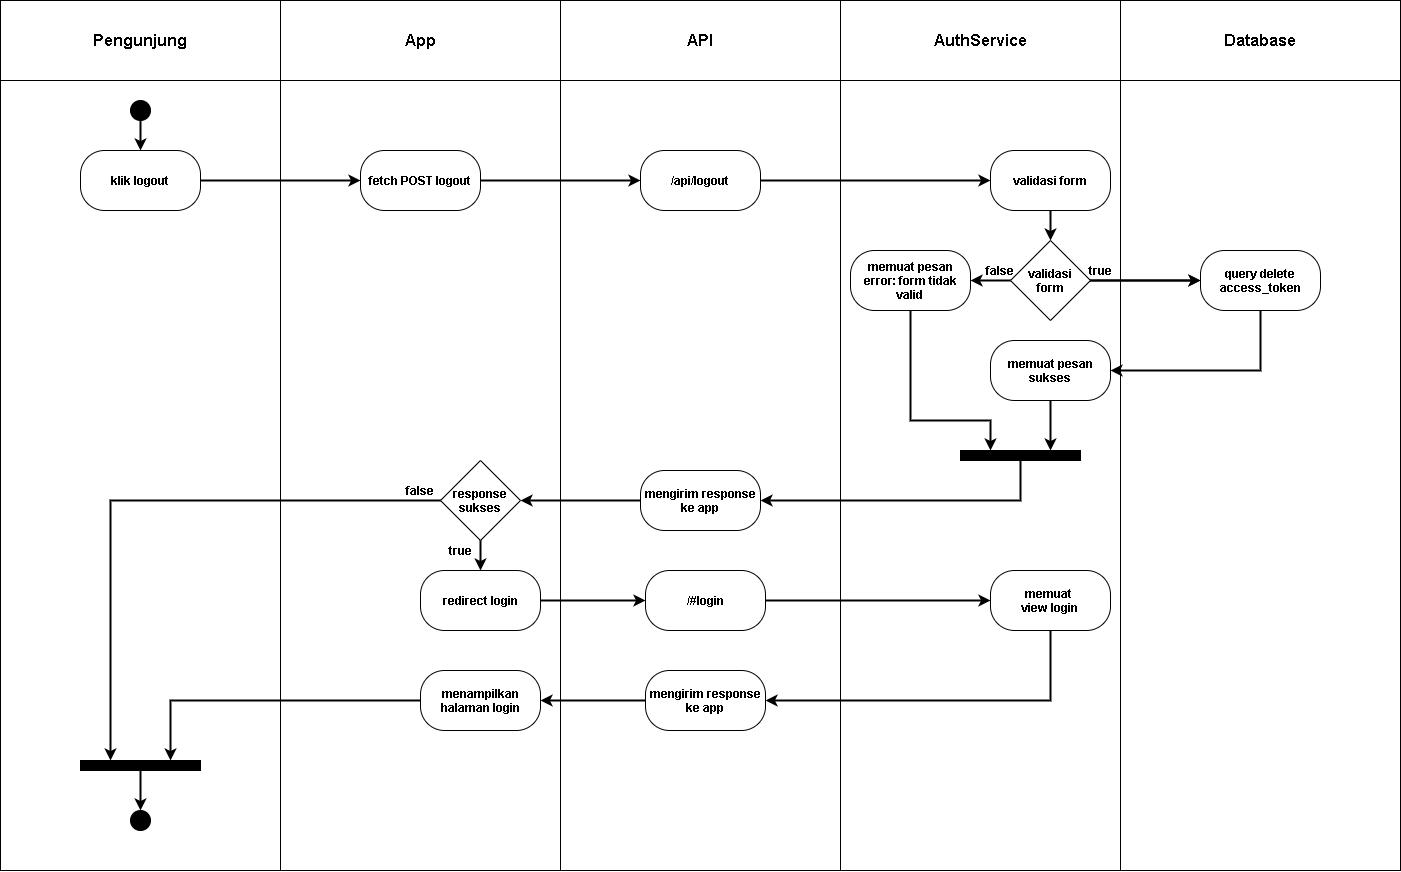 Pengunjung
App
API
AuthService
Database
klik logout
fetch POST logout
/api/logout
validasi form
memuat pesan
error: form tidak
valid
false
validasi
form
true
query delete
access_token
memuat pesan
sukses
false
response
sukses
mengirim response
ke app
true
redirect login
/#login
memuat
view login
menampilkan
halaman login
mengirim response
ke app